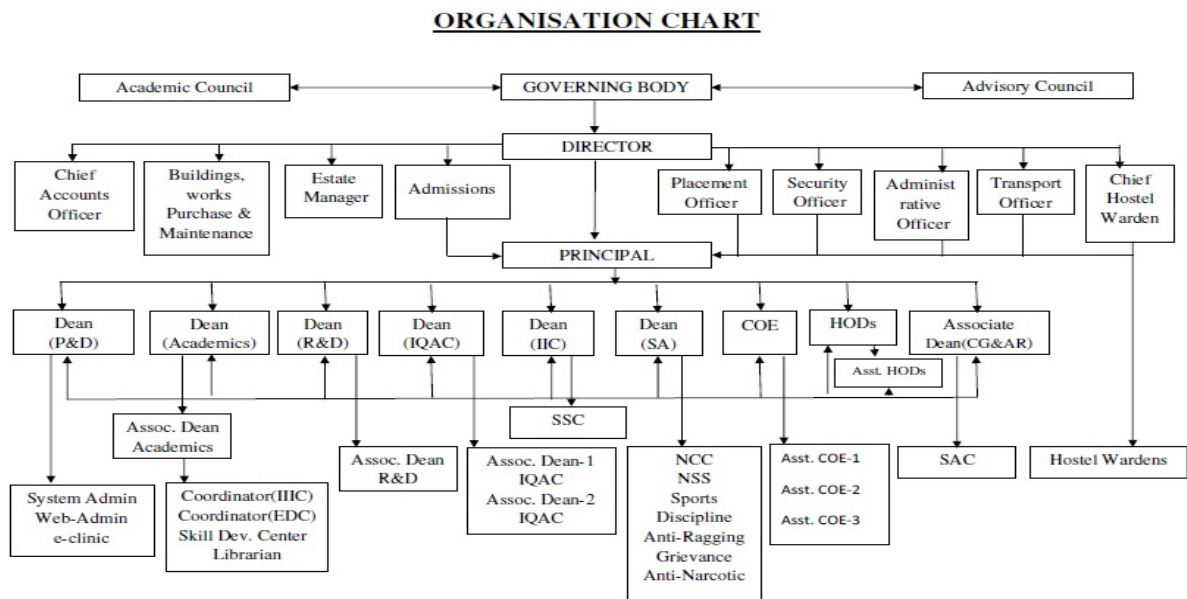 ORGANISATION CHART
Academic Council
GOVERNING BODY
Advisory Council
DIRECTOR
Chief
Accounts
Officer
Buildings,
works
Purchase &
Maintenance
Estate
Manager
Admissions
Placement
Officer
Security
Officer
Administ
rative
Officer
Transport
Officer
Chief
Hostel
Warden
PRINCIPAL
Dean
(P&D)
Dean
(Academics)
Dean
(R&D)
Dean
(IQAC)
Dean
(IIC)
Dean
(SA)
COE
HODs
Associate
Dean(CG&AR)
Asst. HODs
Assoc. Dean
Academics
SSC
Assoc. Dean
R&D
Assoc. Dean-1
IQAC
Assoc. Dean-2
IQAC
NCC
NSS
Sports
Discipline
Anti-Ragging
Grievance
Anti-Narcotic
Asst. COE-1
Asst. COE-2
Asst. COE-3
SAC
Hostel Wardens
System Admin
Web-Admin
e-clinic
Coordinator(IIIC)
Coordinator(EDC)
Skill Dev. Center
Librarian